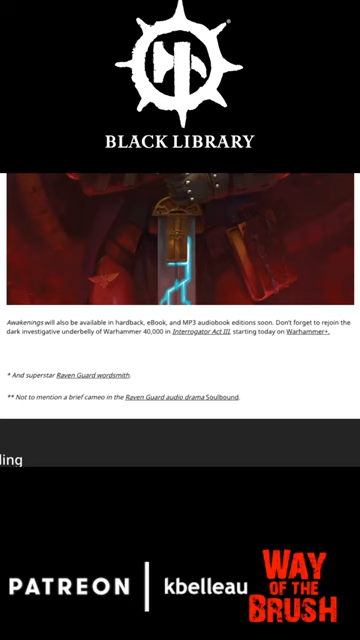 BLACK LIBRARY
Awakenings will also be available in hardback, eBook, and MP3 audiobook editions soon. Don't forget to rejoin the
dark investigative underbelly of Warhammer 40,000 in Interrogator Act III, starting today on Warhammer+.
* And superstar Raven Guard wordsmith.
** Not to mention a brief cameo in the Raven Guard audio drama Soulbound.
ling
PATREON | kbelleau
WAY
OF THE
BRUSH